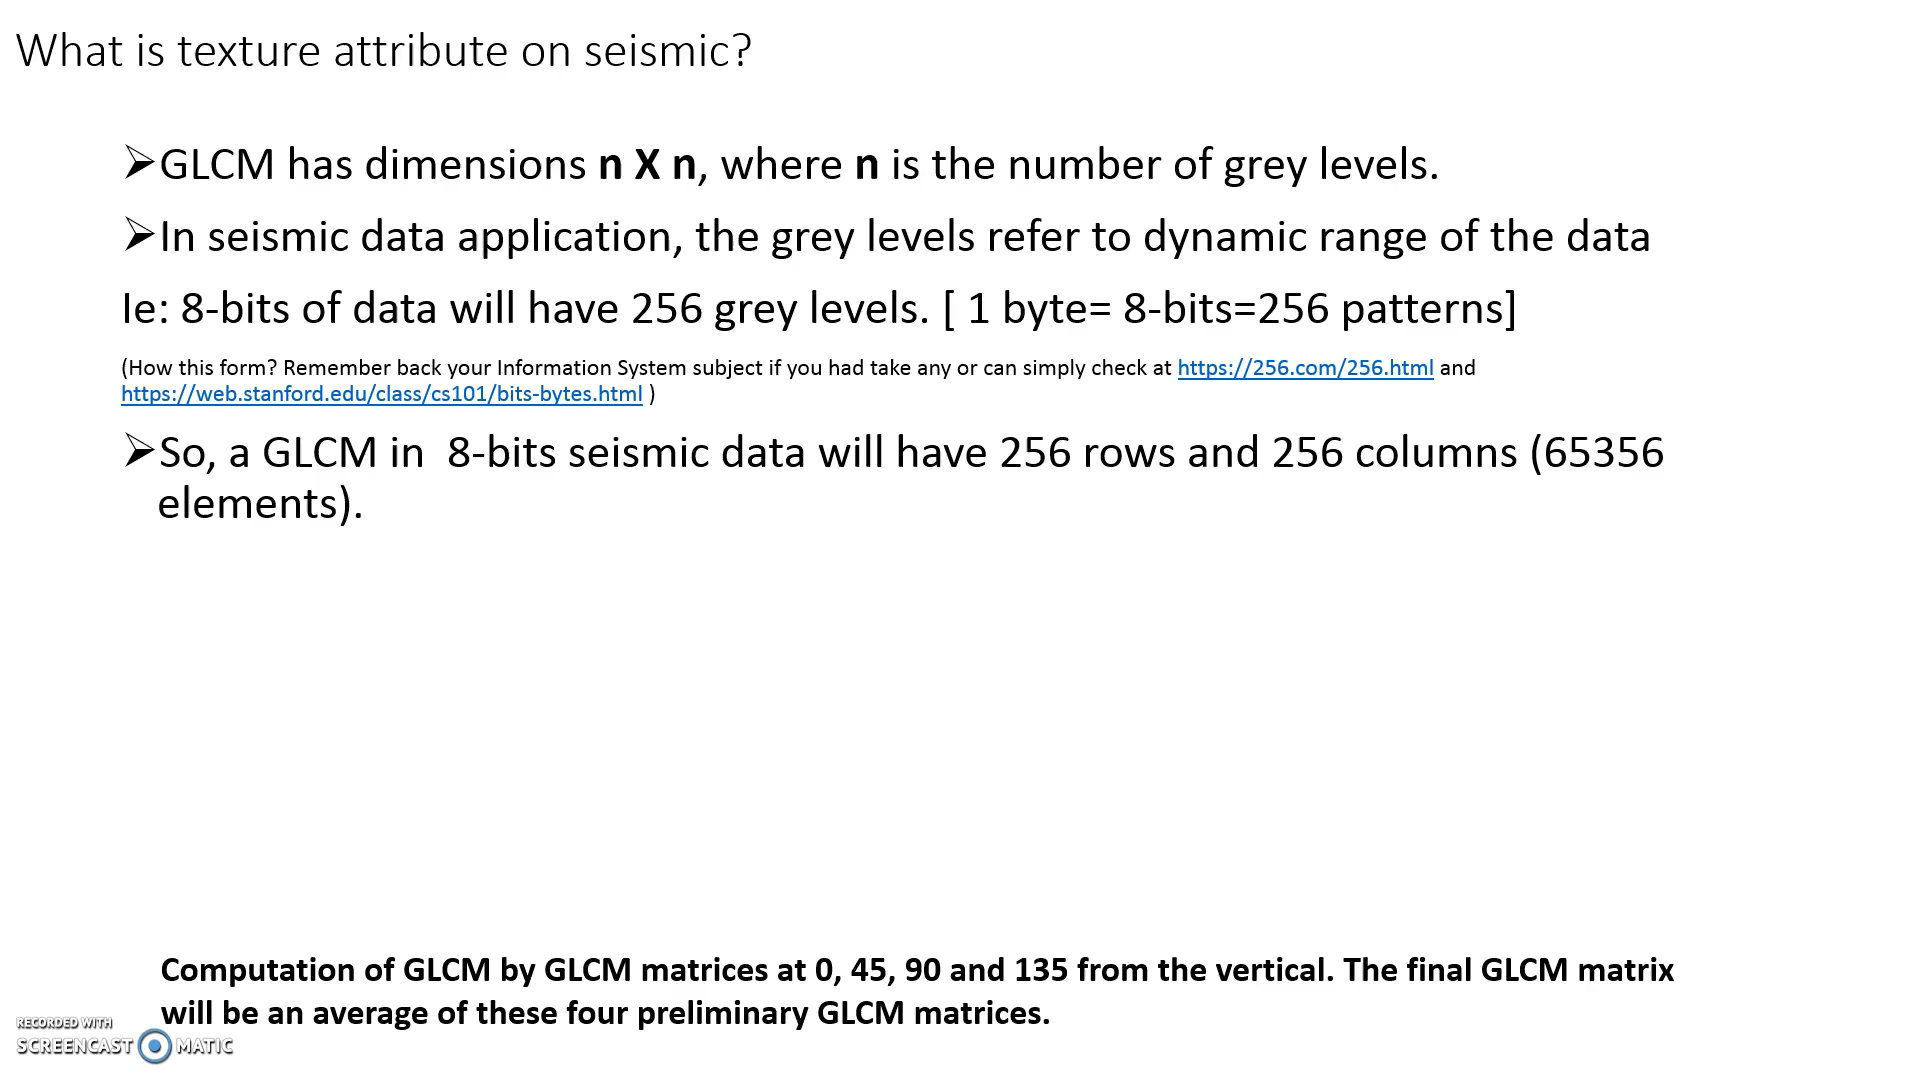 What is texture attribute on seismic?
➢GLCM has dimensions n X n, where n is the number of grey levels.
➢In seismic data application, the grey levels refer to dynamic range of the data
Ie: 8-bits of data will have 256 grey levels. [ 1 byte= 8-bits=256 patterns]
(How this form? Remember back your Information System subject if you had take any or can simply check at https://256.com/256.html and
https://web.stanford.edu/class/cs101/bits-bytes.html )
➢So, a GLCM in  8-bits seismic data will have 256 rows and 256 columns (65356
elements).
Computation of GLCM by GLCM matrices at 0, 45, 90 and 135 from the vertical. The final GLCM matrix
will be an average of these four preliminary GLCM matrices.
RECORDED WITH
SCREENCAST MATIC